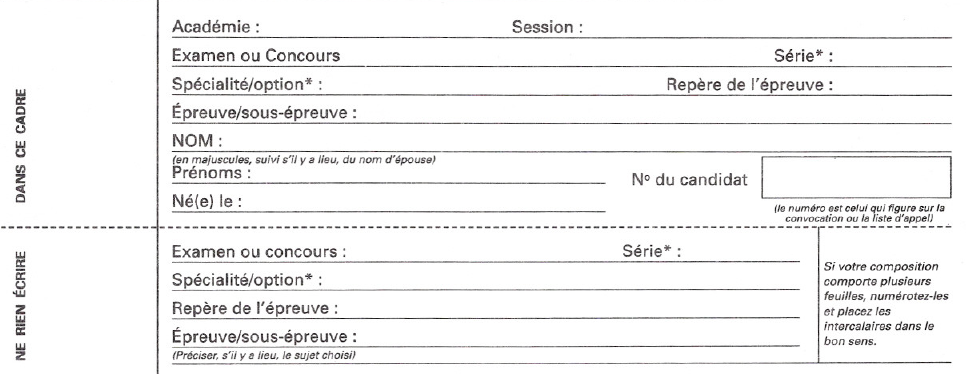 DANS CE CADRE
Académie : Session :
Examen ou Concours Série* :
Spécialité/option* : Repère de l'épreuve :
Épreuve/sous-épreuve :
NOM :
(en majuscules, suivi s'il y a lieu, du nom d'épouse)
Prénoms : N° du candidat
Né(e) le :
(le numéro est celui qui figure sur la
convocation ou la liste d'appel)
NE RIEN ÉCRIRE
Examen ou concours : Série* :
Spécialité/option* :
Repère de l'épreuve :
Épreuve/sous-épreuve :
(Préciser, s'il y a lieu, le sujet choisi)
Si votre composition
comporte plusieurs
feuilles, numérotez-les
et placez les
intercalaires dans le
bon sens.